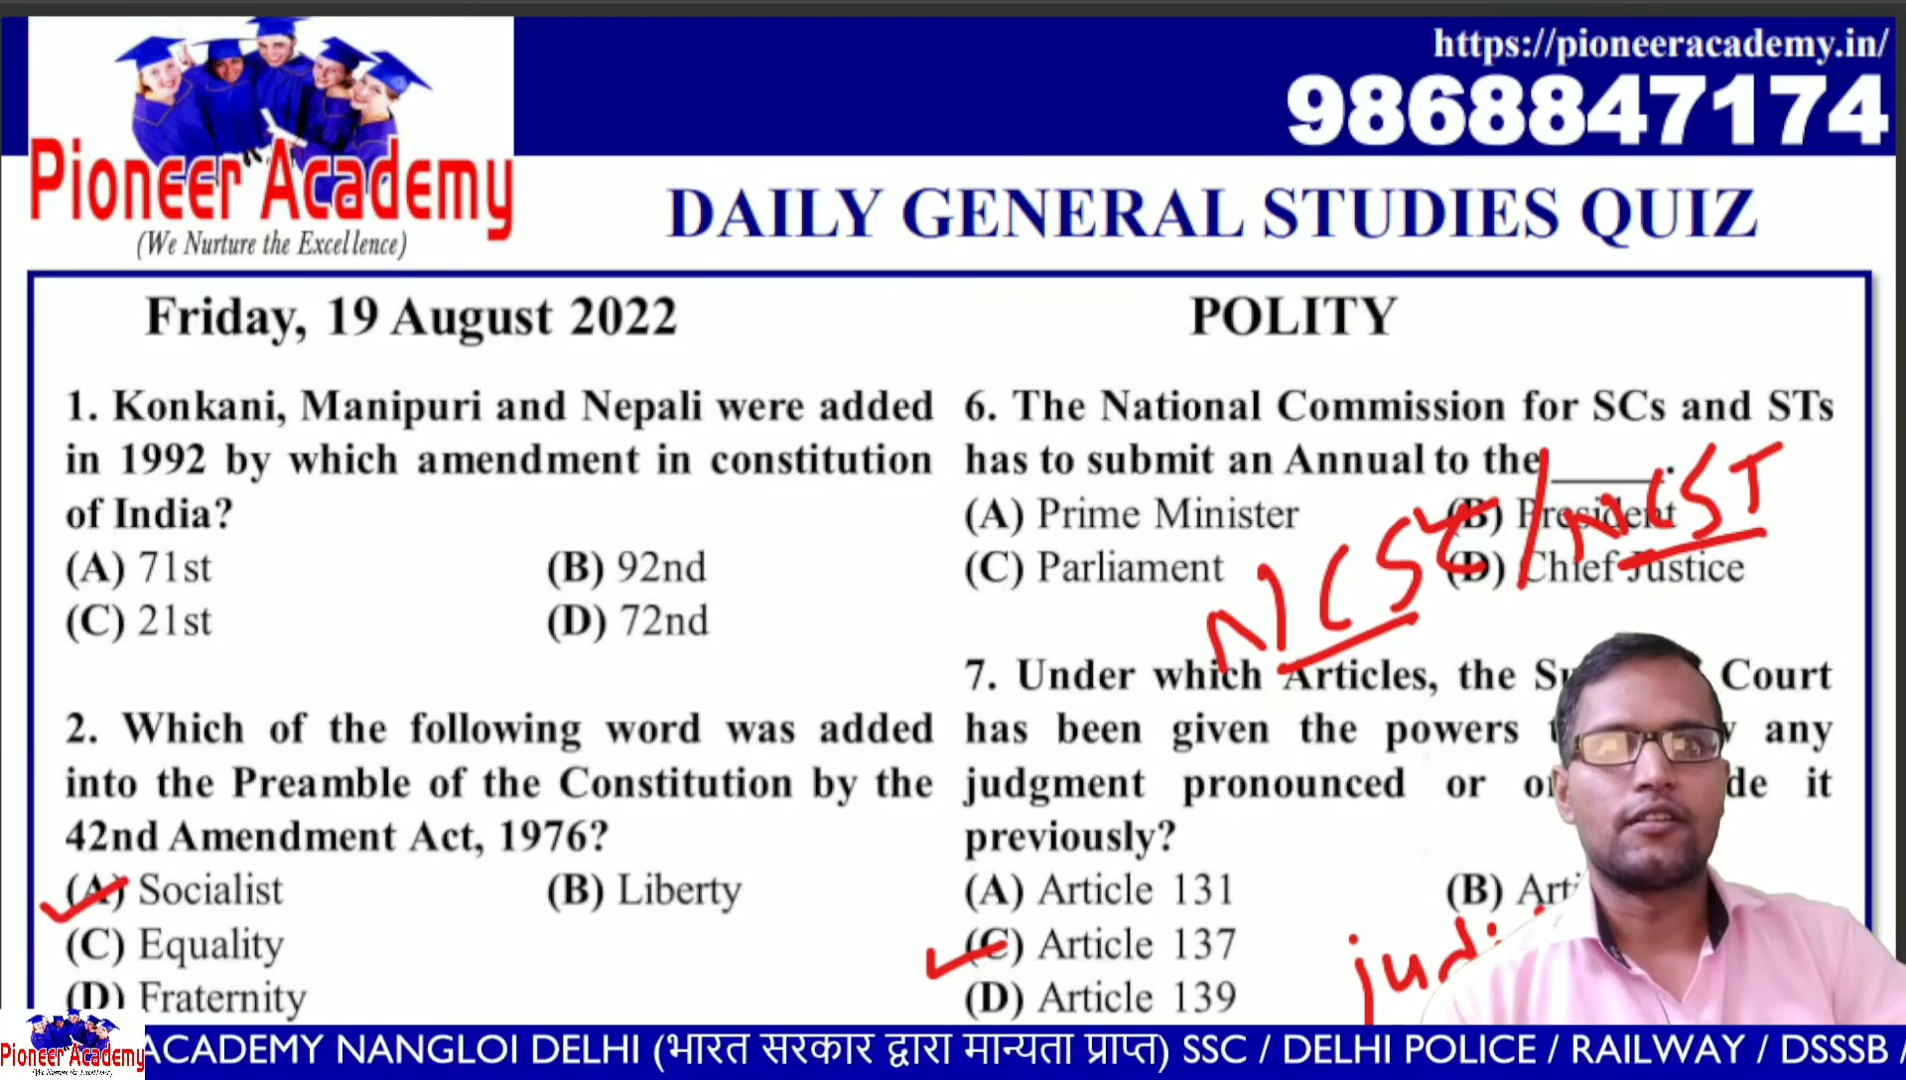 https://pioneeracademy.in/
9868847174
Pioneer Academy
(We Nurture the Excellence)
DAILY GENERAL STUDIES QUIZ
Friday, 19 August 2022
POLITY
1. Konkani, Manipuri and Nepali were added
in 1992 by which amendment in constitution
of India?
(A) 71st (B) 92nd
(C) 21st (D) 72nd
2. Which of the following word was added
into the Preamble of the Constitution by the
42nd Amendment Act, 1976?
(A) Socialist (B) Liberty
(C) Equality
(D) Fraternity
6. The National Commission for SCs and STs
has to submit an Annual to the _____.
(A) Prime Minister (B) President
(C) Parliament (D) Chief Justice
NCSC/NCST
7. Under which Articles, the Court
has been given the powers any
judgment pronounced or it
previously?
(A) Article 131 (B)
(C) Article 137
(D) Article 139
Pioneer Academy
(We Nurture the Excellence)
ACADEMY NANGLOI DELHI (भारत सरकार द्वारा मान्यता प्राप्त) SSC / DELHI POLICE / RAILWAY / DSSSB /